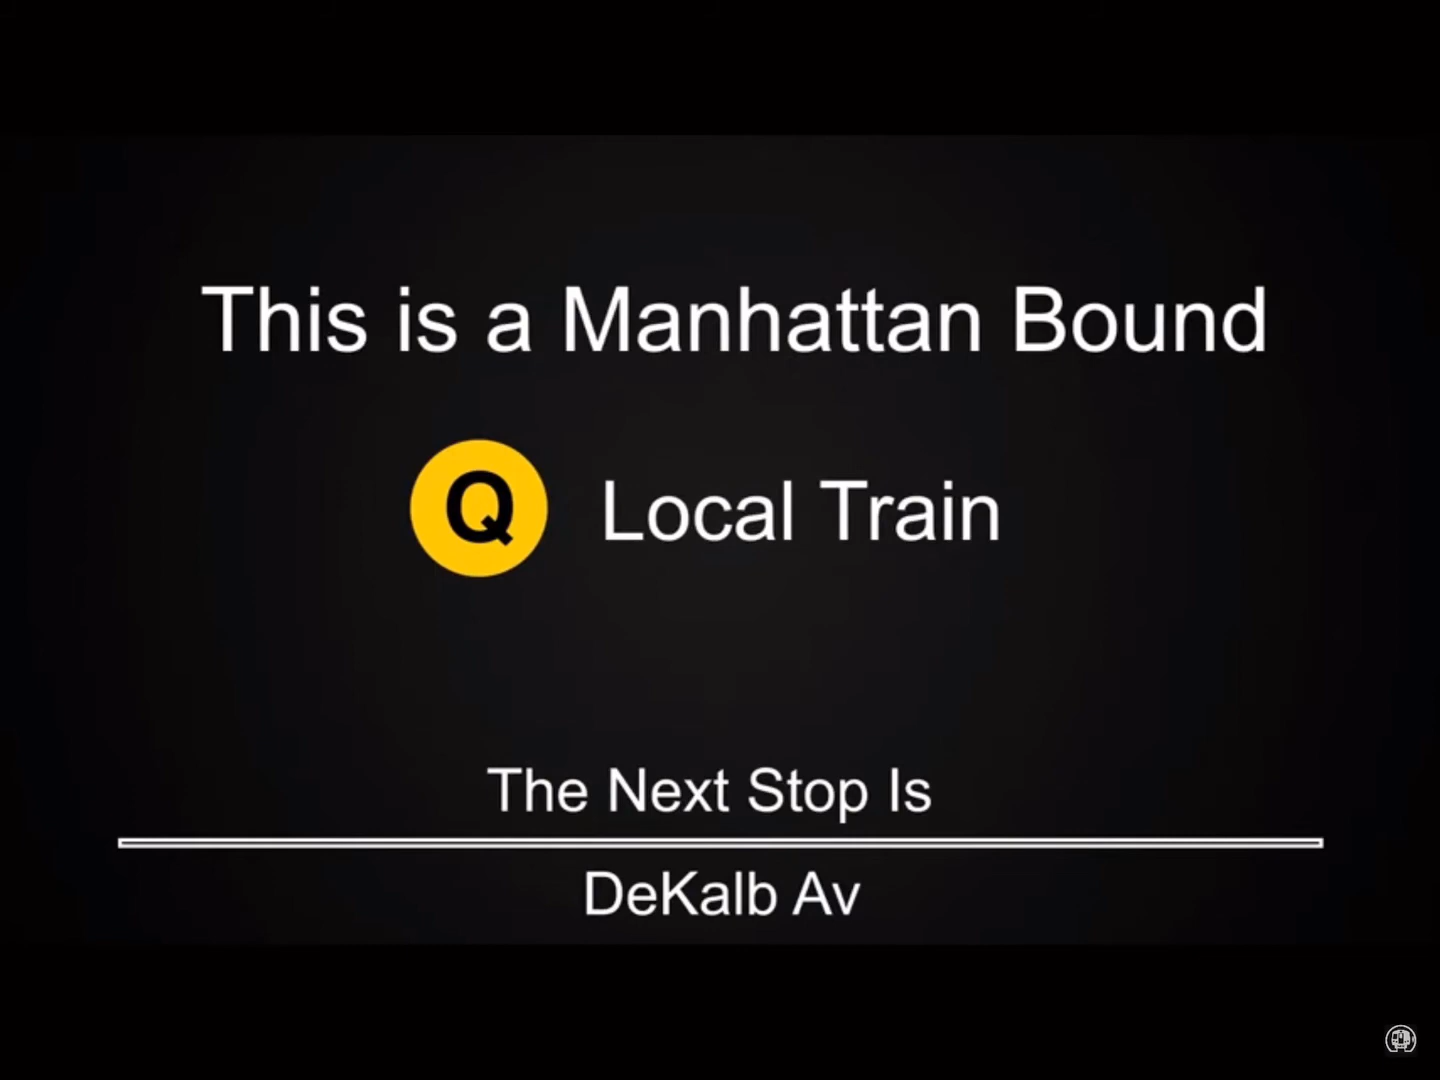 This is a Manhattan Bound
Q Local Train
The Next Stop Is
DeKalb Av